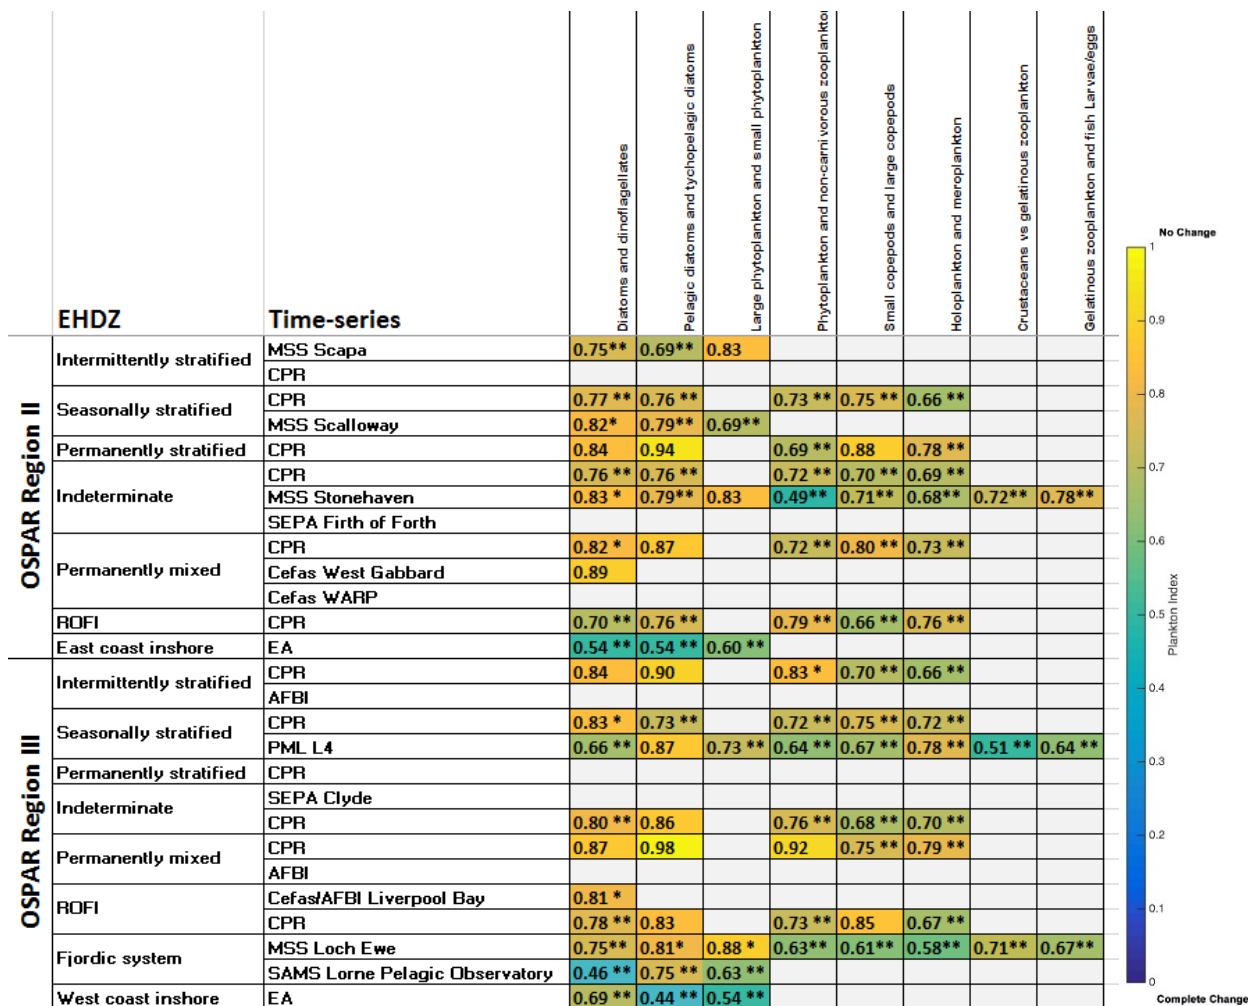 Diatoms and dinoflagellates
Pelagic diatoms and tychopelagic diatoms
Large phytoplankton and small phytoplankton
Phytoplankton and non-carnivorous zooplankto
Small copepods and large copepods
Holoplankton and meroplankton
Crustaceans vs gelatinous zooplankton
Gelatinous zooplankton and fish Larvae/eggs
EHDZ Time-series
OSPAR Region II
Intermittently stratified MSS Scapa 0.75** 0.69** 0.83
CPR
Seasonally stratified CPR 0.77 ** 0.76 ** 0.73 ** 0.75 ** 0.66 **
MSS Scalloway 0.82* 0.79** 0.69**
Permanently stratified CPR 0.84 0.94 0.69 ** 0.88 0.78 **
Indeterminate CPR 0.76 ** 0.76 ** 0.72 ** 0.70 ** 0.69 **
MSS Stonehaven 0.83 * 0.79** 0.83 0.49** 0.71** 0.68** 0.72** 0.78**
SEPA Firth of Forth
Permanently mixed CPR 0.82 * 0.87 0.72 ** 0.80 ** 0.73 **
Cefas West Gabbard 0.89
Cefas WARP
ROFI CPR 0.70 ** 0.76 ** 0.79 ** 0.66 ** 0.76 **
East coast inshore EA 0.54 ** 0.54 ** 0.60 **
OSPAR Region III
Intermittently stratified CPR 0.84 0.90 0.83 * 0.70 ** 0.66 **
AFBI
Seasonally stratified CPR 0.83 * 0.73 ** 0.72 ** 0.75 ** 0.72 **
PML L4 0.66 ** 0.87 0.73 ** 0.64 ** 0.67 ** 0.78 ** 0.51 ** 0.64 **
Permanently stratified CPR
Indeterminate SEPA Clyde
CPR 0.80 ** 0.86 0.76 ** 0.68 ** 0.70 **
Permanently mixed CPR 0.87 0.98 0.92 0.75 ** 0.79 **
AFBI
ROFI Cefas/AFBI Liverpool Bay 0.81 *
CPR 0.78 ** 0.83 0.73 ** 0.85 0.67 **
Fjordic system MSS Loch Ewe 0.75** 0.81* 0.88 * 0.63** 0.61** 0.58** 0.71** 0.67**
SAMS Lorne Pelagic Observatory 0.46 ** 0.75 ** 0.63 **
West coast inshore EA 0.69 ** 0.44 ** 0.54 **
No Change
1
0.9
0.8
0.7
0.6
0.5
0.4
0.3
0.2
0.1
0
Plankton Index
Complete Change